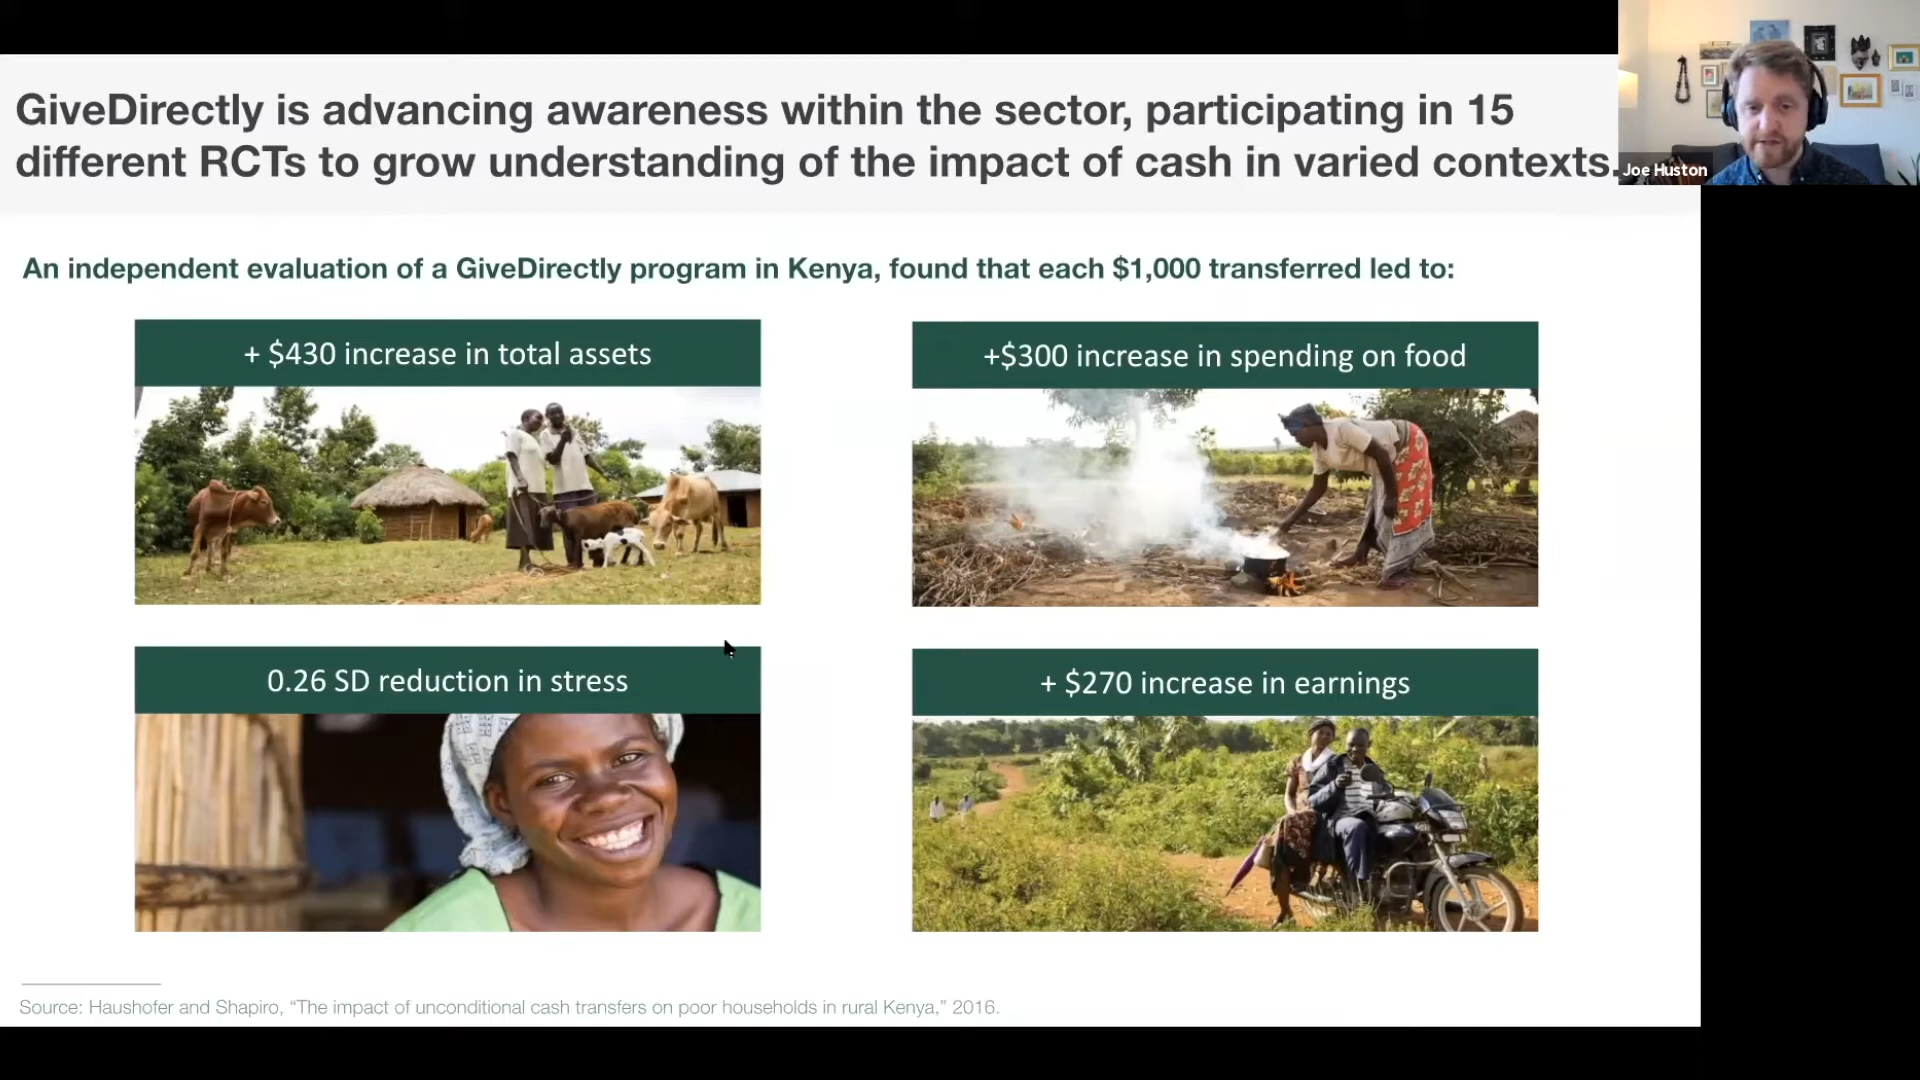 GiveDirectly is advancing awareness within the sector, participating in 15
different RCTs to grow understanding of the impact of cash in varied contexts.
Joe Huston
An independent evaluation of a GiveDirectly program in Kenya, found that each $1,000 transferred led to:
+ $430 increase in total assets
+$300 increase in spending on food
0.26 SD reduction in stress
+ $270 increase in earnings
Source: Haushofer and Shapiro, “The impact of unconditional cash transfers on poor households in rural Kenya,” 2016.